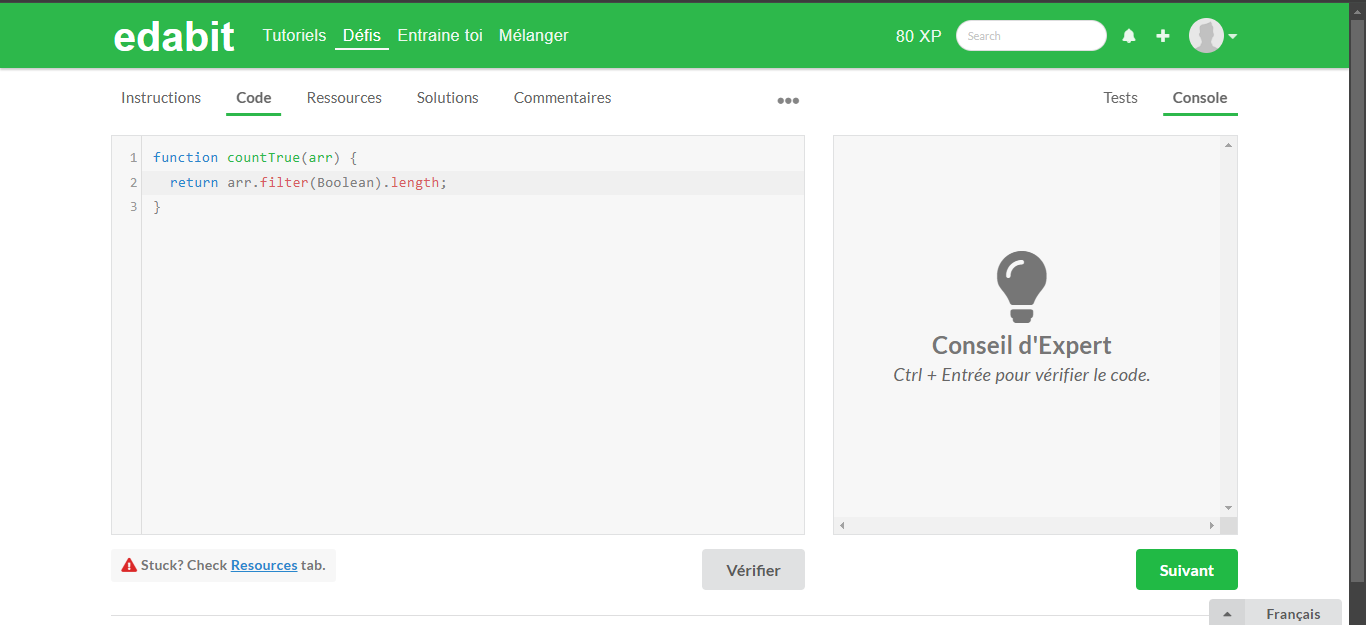 edabit Tutoriels Défis Entraine toi Mélanger 80 XP Search
Instructions Code Ressources Solutions Commentaires ••• Tests Console
1 function countTrue(arr) {
2 return arr.filter(Boolean).length;
3 }
Conseil d'Expert
Ctrl + Entrée pour vérifier le code.
Stuck? Check Resources tab.
Vérifier
Suivant
Français